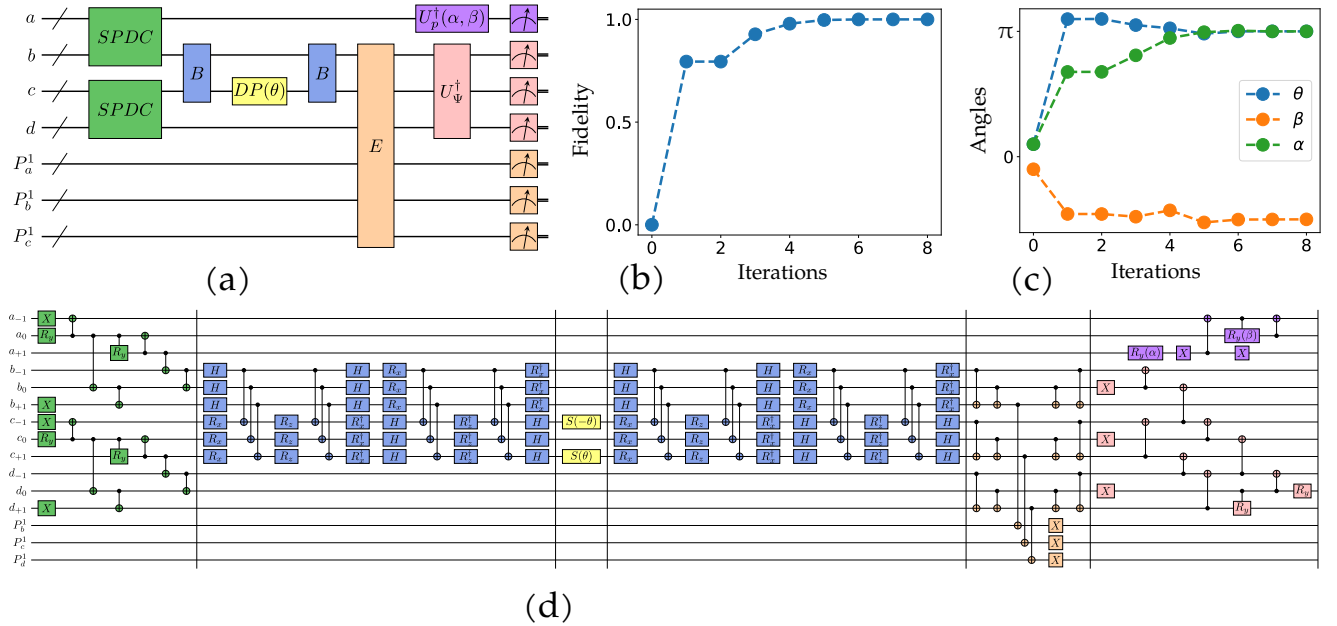 a
b
c
d
P_a^1
P_b^1
P_c^1
SPDC
SPDC
B
DP(θ)
B
E
U_p^†(α, β)
U_Ψ^†
(a)
Fidelity
1.0
0.5
0.0
0 2 4 6 8
Iterations
(b)
Angles
π
0
θ
β
α
0 2 4 6 8
Iterations
(c)
a_{-1} X
a_0 R_y R_y(β)
a_{+1} R_y R_y(α) X X
b_{-1} H H R_x R_x^† H H R_x R_x^†
b_0 H H R_x R_x^† H H R_x R_x^† X
b_{+1} X H H R_x R_x^† H H R_x R_x^†
c_{-1} X R_x R_z R_x^† H R_z^† H S(-θ) R_x R_z R_x^† H R_z^† H
c_0 R_y R_x R_z R_x^† H R_z^† H R_x R_z R_x^† H R_z^† H X
c_{+1} R_y R_x R_z R_x^† H R_z^† H S(θ) R_x R_z R_x^† H R_z^† H
d_{-1}
d_0 X R_y
d_{+1} X R_y
P_b^1 X
P_c^1 X
P_d^1 X
(d)